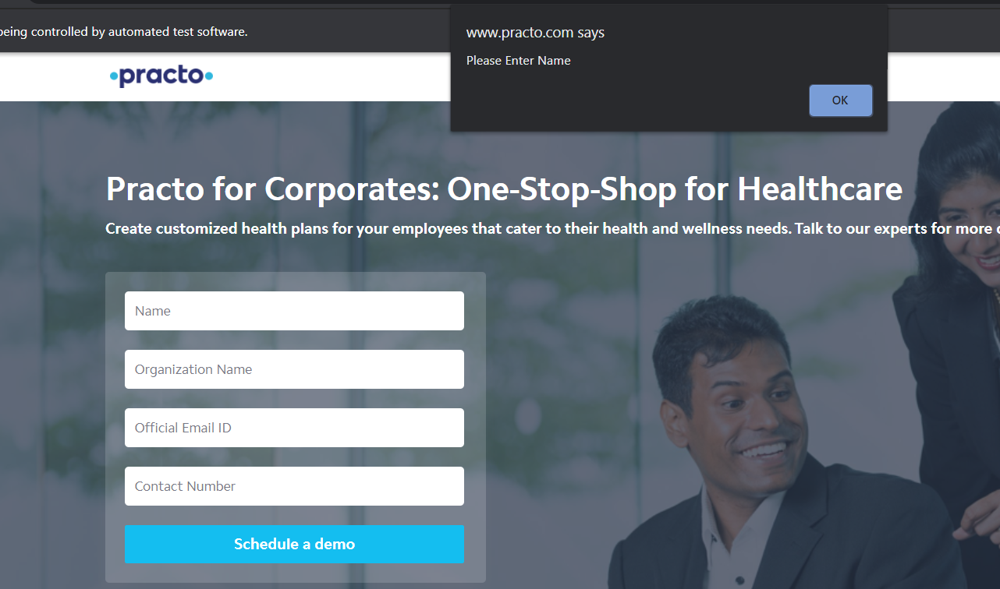 being controlled by automated test software.
www.practo.com says
Please Enter Name
OK
practo
Practo for Corporates: One-Stop-Shop for Healthcare
Create customized health plans for your employees that cater to their health and wellness needs. Talk to our experts for more
Name
Organization Name
Official Email ID
Contact Number
Schedule a demo